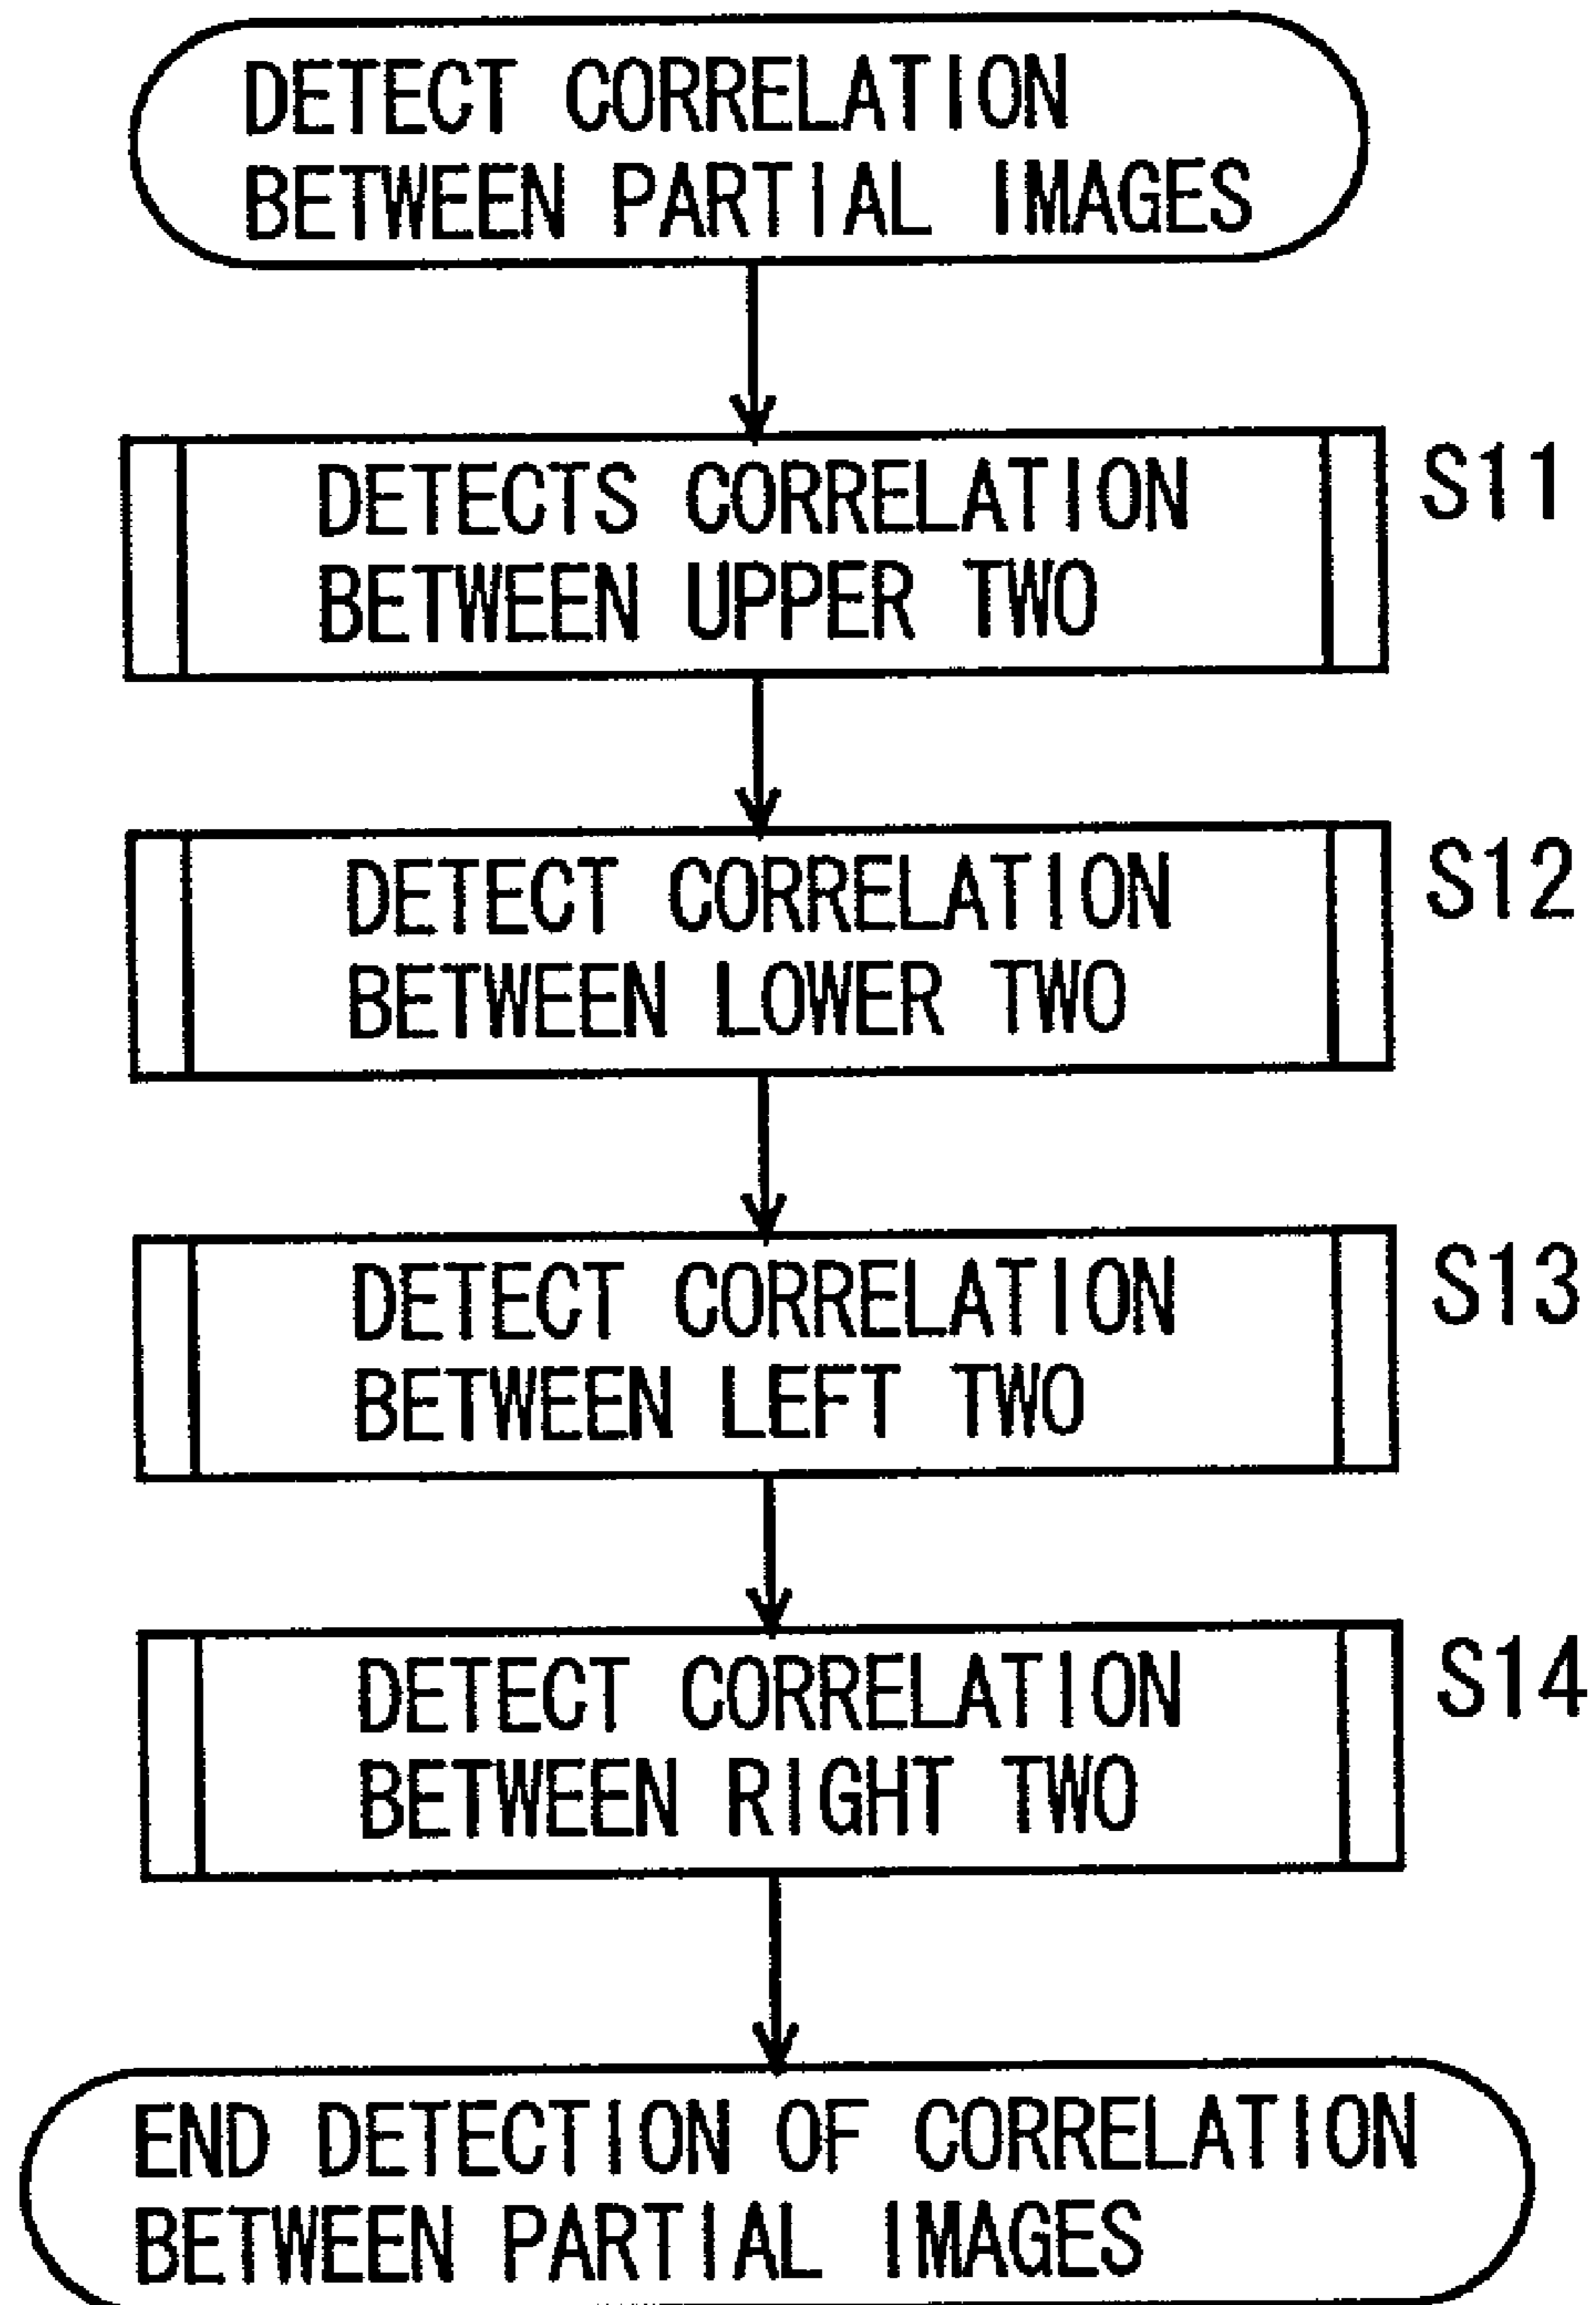 DETECT CORRELATION
BETWEEN PARTIAL IMAGES
DETECTS CORRELATION
BETWEEN UPPER TWO
S11
DETECT CORRELATION
BETWEEN LOWER TWO
S12
DETECT CORRELATION
BETWEEN LEFT TWO
S13
DETECT CORRELATION
BETWEEN RIGHT TWO
S14
END DETECTION OF CORRELATION
BETWEEN PARTIAL IMAGES